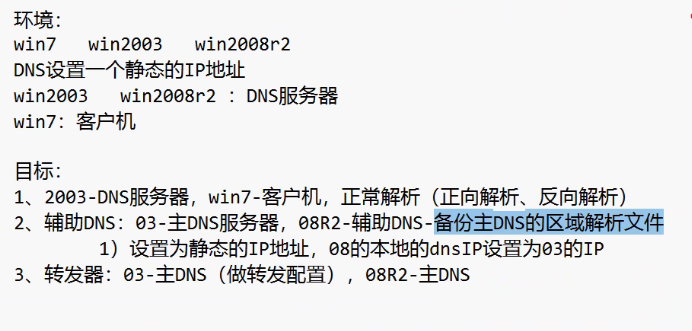 环境：
win7   win2003   win2008r2
DNS设置一个静态的IP地址
win2003   win2008r2 ：DNS服务器
win7：客户机
目标：
1、2003-DNS服务器，win7-客户机，正常解析（正向解析、反向解析）
2、辅助DNS：03-主DNS服务器，08R2-辅助DNS-备份主DNS的区域解析文件
1）设置为静态的IP地址，08的本地的dnsIP设置为03的IP
3、转发器：03-主DNS（做转发配置），08R2-主DNS